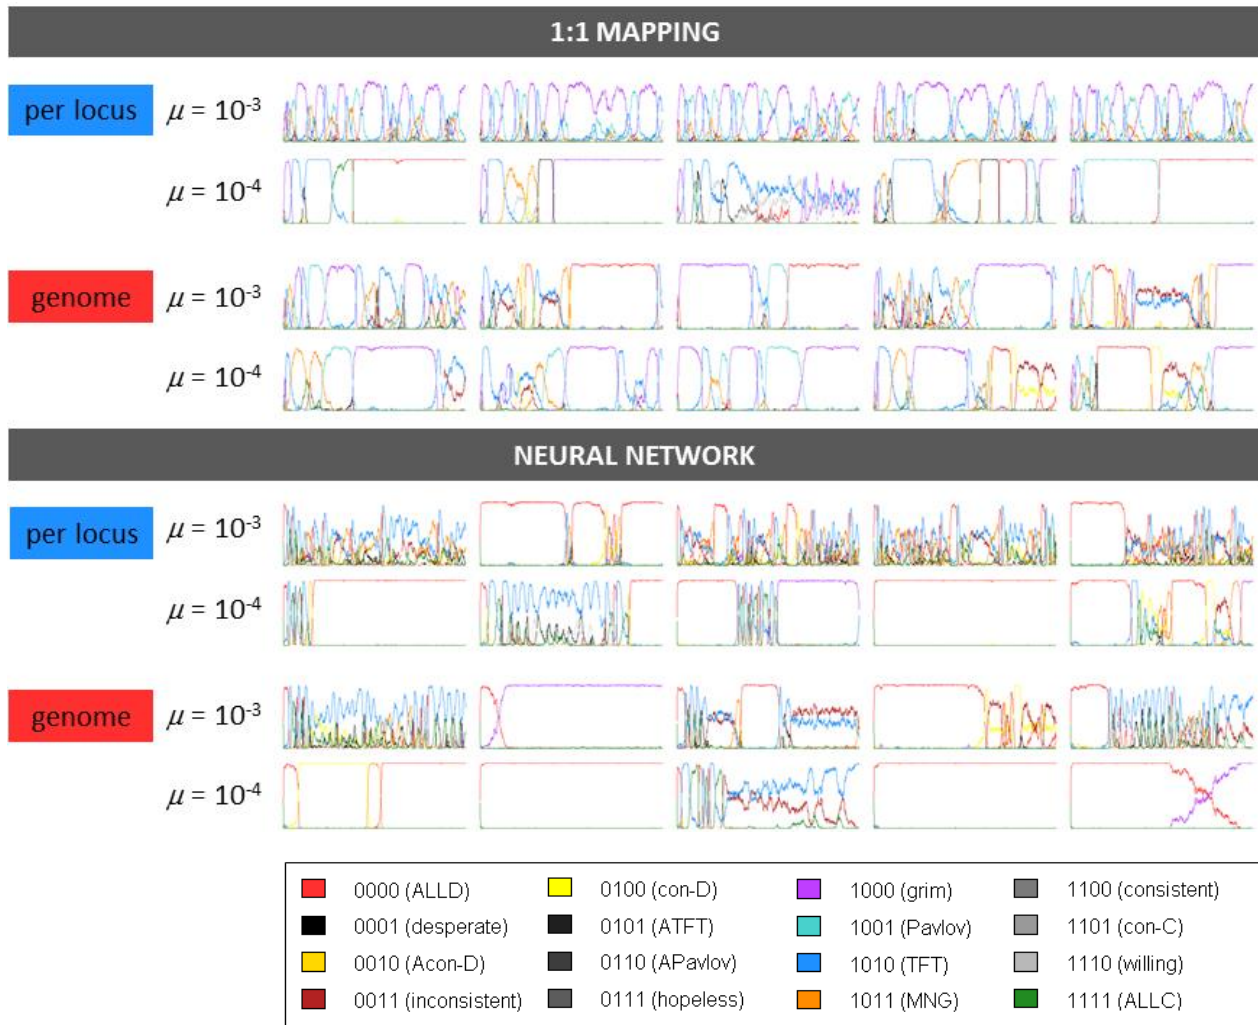 1:1 MAPPING
per locus μ = 10-3
μ = 10-4
genome μ = 10-3
μ = 10-4
NEURAL NETWORK
per locus μ = 10-3
μ = 10-4
genome μ = 10-3
μ = 10-4
0000 (ALLD) 0100 (con-D) 1000 (grim) 1100 (consistent)
0001 (desperate) 0101 (ATFT) 1001 (Pavlov) 1101 (con-C)
0010 (Acon-D) 0110 (APavlov) 1010 (TFT) 1110 (willing)
0011 (inconsistent) 0111 (hopeless) 1011 (MNG) 1111 (ALLC)